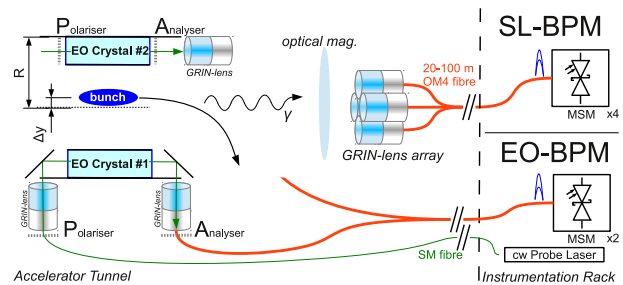 Polariser
Analyser
EO Crystal #2
GRIN-lens
R
bunch
Δy
γ
optical mag.
20-100 m
OM4 fibre
GRIN-lens array
SL-BPM
MSM
x4
EO-BPM
MSM
x2
EO Crystal #1
GRIN-lens
GRIN-lens
Polariser
Analyser
SM fibre
cw Probe Laser
Accelerator Tunnel
Instrumentation Rack